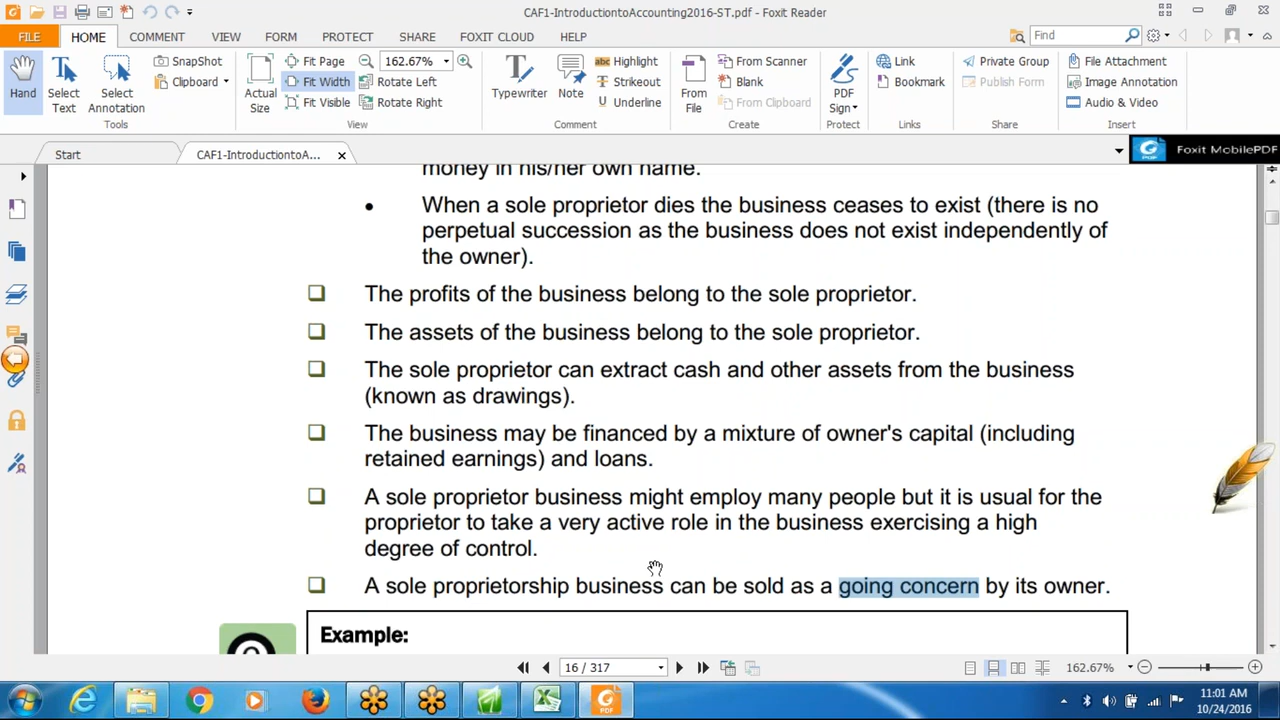 CAF1-IntroductiontoAccounting2016-ST.pdf - Foxit Reader
FILE HOME COMMENT VIEW FORM PROTECT SHARE FOXIT CLOUD HELP Find
SnapShot Fit Page 162.67% Rotate Left Highlight From Scanner Link Private Group File Attachment
Clipboard Fit Width Strikeout Blank Bookmark Publish Form Image Annotation
Fit Visible Rotate Right Underline From Clipboard Audio & Video
Hand Select Text Select Annotation Actual Size Typewriter Note From File PDF Sign
Tools View Comment Create Protect Links Share Insert
Start CAF1-IntroductiontoA... Foxit MobilePDF
money in his/her own name.
• When a sole proprietor dies the business ceases to exist (there is no
perpetual succession as the business does not exist independently of
the owner).
❑ The profits of the business belong to the sole proprietor.
❑ The assets of the business belong to the sole proprietor.
❑ The sole proprietor can extract cash and other assets from the business
(known as drawings).
❑ The business may be financed by a mixture of owner's capital (including
retained earnings) and loans.
❑ A sole proprietor business might employ many people but it is usual for the
proprietor to take a very active role in the business exercising a high
degree of control.
❑ A sole proprietorship business can be sold as a going concern by its owner.
Example:
16 / 317 162.67%
PDF
11:01 AM
10/24/2016